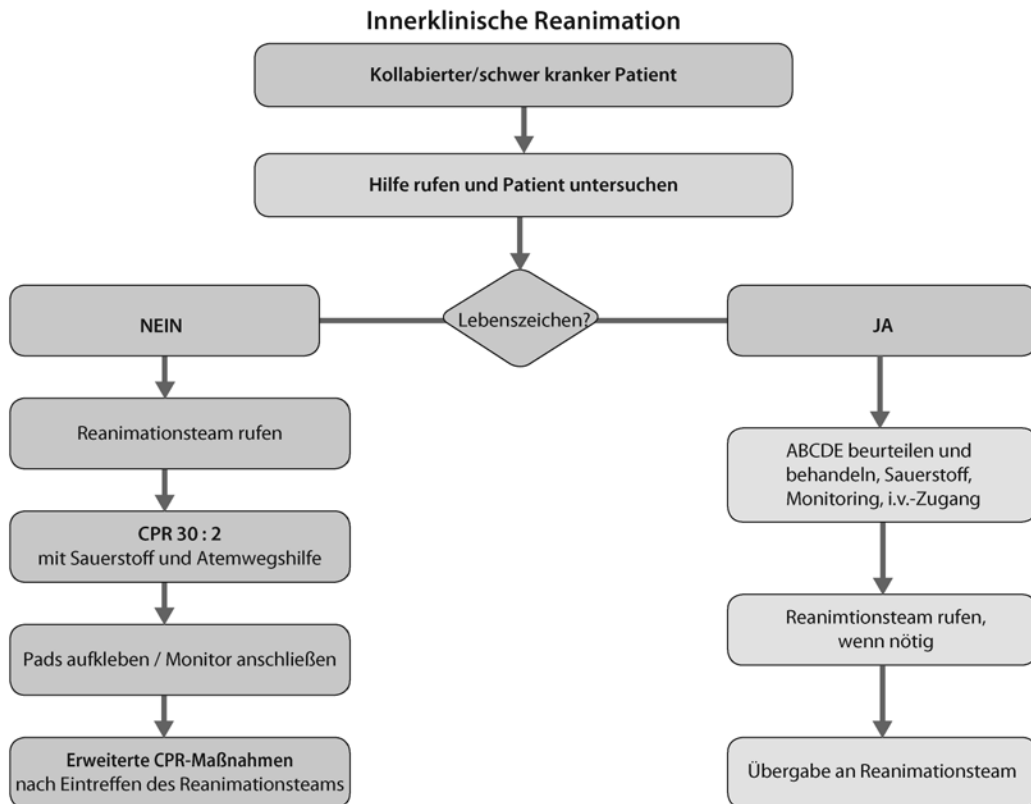 Innerklinische Reanimation
Kollabierter/schwer kranker Patient
Hilfe rufen und Patient untersuchen
Lebenszeichen?
NEIN
Reanimationsteam rufen
CPR 30 : 2
mit Sauerstoff und Atemwegshilfe
Pads aufkleben / Monitor anschließen
Erweiterte CPR-Maßnahmen
nach Eintreffen des Reanimationsteams
JA
ABCDE beurteilen und
behandeln, Sauerstoff,
Monitoring, i.v.-Zugang
Reanimtionsteam rufen,
wenn nötig
Übergabe an Reanimationsteam